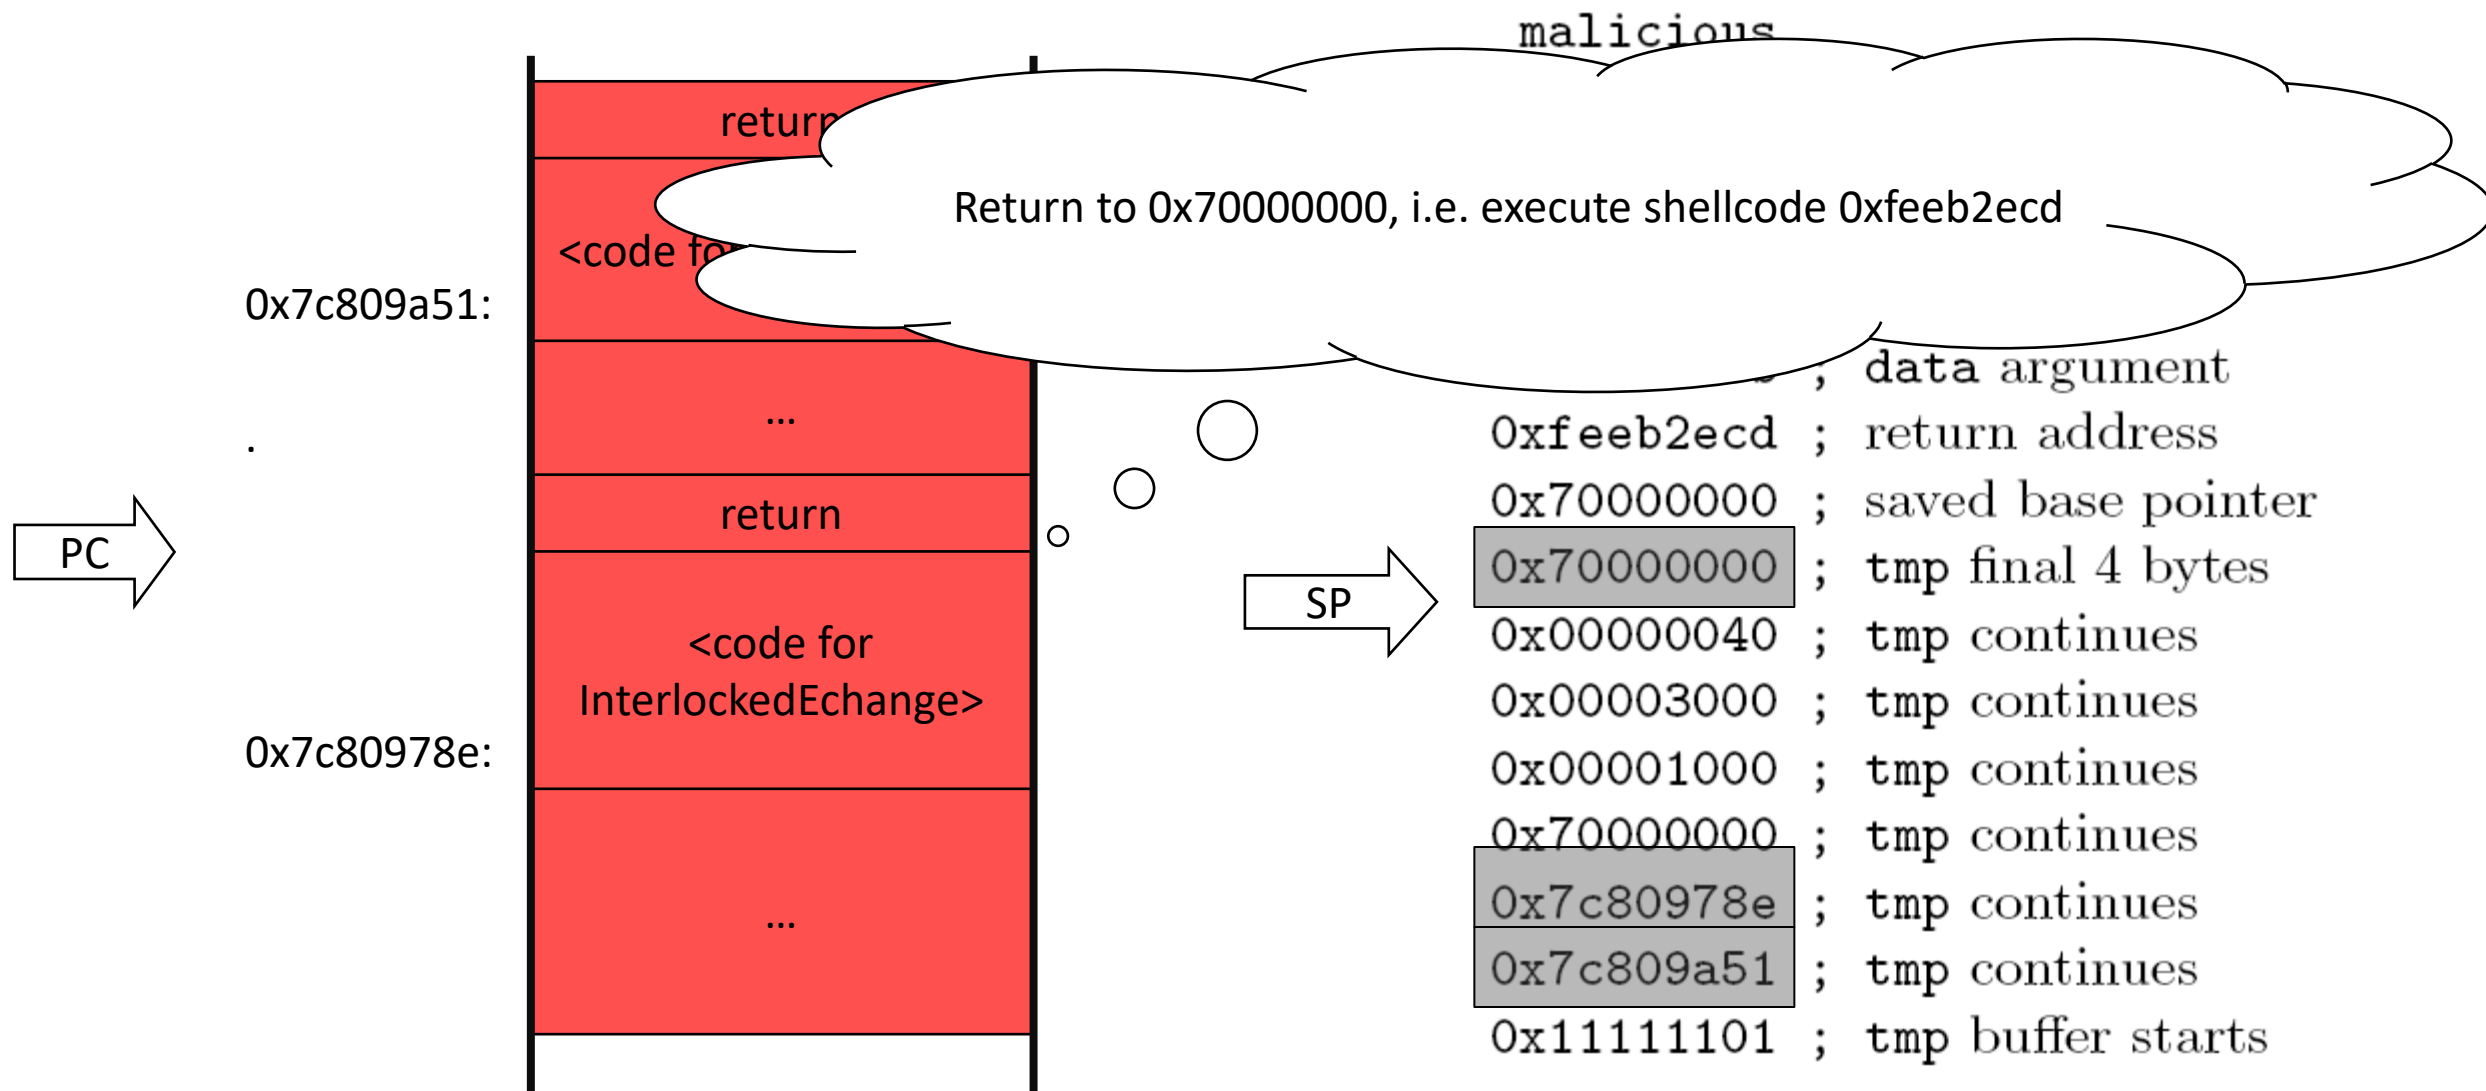 malicious
return
Return to 0x70000000, i.e. execute shellcode 0xfeeb2ecd
<code for
0x7c809a51:
; data argument
...
.
0xfeeb2ecd ; return address
return
0x70000000 ; saved base pointer
PC
0x70000000 ; tmp final 4 bytes
SP
<code for
InterlockedEchange>
0x00000040 ; tmp continues
0x00003000 ; tmp continues
0x7c80978e:
0x00001000 ; tmp continues
0x70000000 ; tmp continues
...
0x7c80978e ; tmp continues
0x7c809a51 ; tmp continues
0x11111101 ; tmp buffer starts